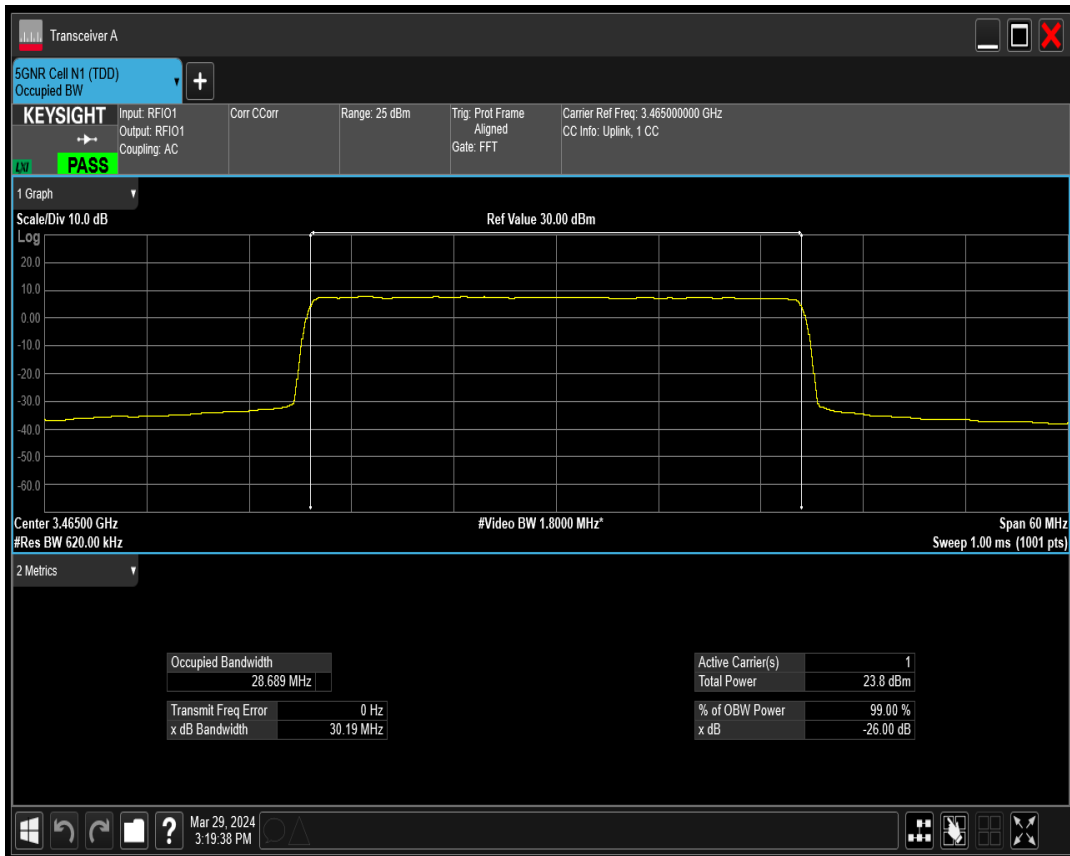 Transceiver A
5GNR Cell N1 (TDD)
Occupied BW
+
KEYSIGHT
LXI
PASS
Input: RFIO1
Output: RFIO1
Coupling: AC
Corr CCorr
Range: 25 dBm
Trig: Prot Frame
Aligned
Gate: FFT
Carrier Ref Freq: 3.465000000 GHz
CC Info: Uplink, 1 CC
1 Graph
Scale/Div 10.0 dB
Ref Value 30.00 dBm
Log
20.0
10.0
0.00
-10.0
-20.0
-30.0
-40.0
-50.0
-60.0
Center 3.46500 GHz
#Video BW 1.8000 MHz*
Span 60 MHz
#Res BW 620.00 kHz
Sweep 1.00 ms (1001 pts)
2 Metrics
Occupied Bandwidth
28.689 MHz
Transmit Freq Error 0 Hz
x dB Bandwidth 30.19 MHz
Active Carrier(s) 1
Total Power 23.8 dBm
% of OBW Power 99.00 %
x dB -26.00 dB
?
Mar 29, 2024
3:19:38 PM